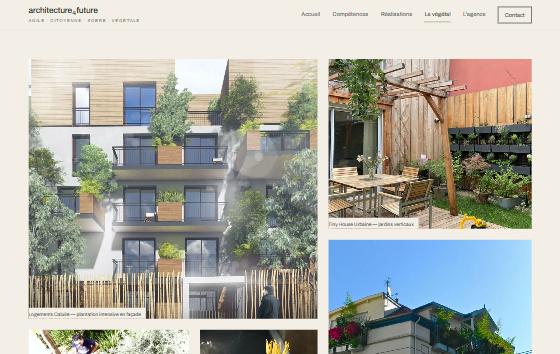 architecture&future
AGILE · CITOYENNE · SOBRE · VÉGÉTALE
Accueil
Compétences
Réalisations
Le végétal
L'agence
Contact
Logements Caluire — plantation intensive en façade
Tiny House Urbaine — jardins verticaux